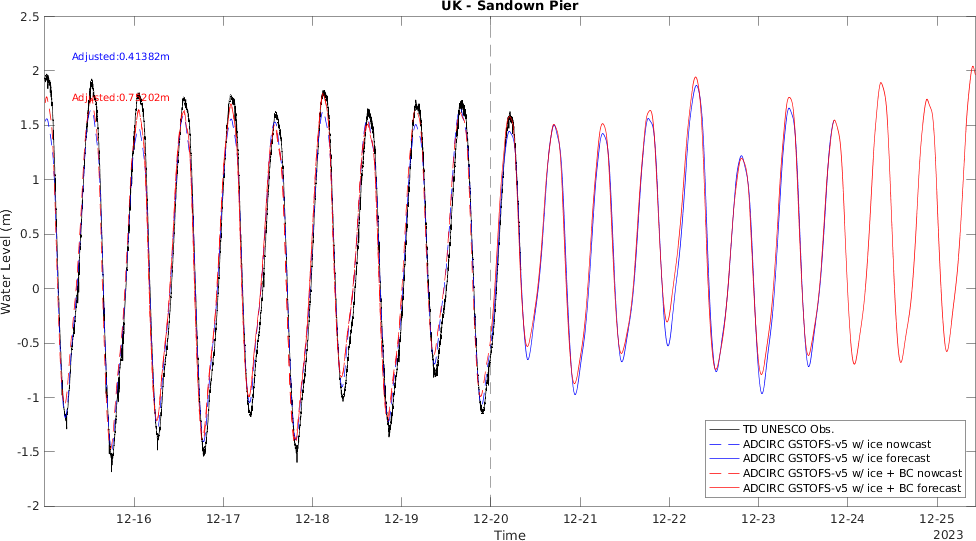 UK - Sandown Pier
2.5
2
1.5
1
0.5
0
-0.5
-1
-1.5
-2
Water Level (m)
Adjusted:0.41382m
TD UNESCO Obs.
ADCIRC GSTOFS-v5 w/ ice nowcast
ADCIRC GSTOFS-v5 w/ ice forecast
ADCIRC GSTOFS-v5 w/ ice + BC nowcast
ADCIRC GSTOFS-v5 w/ ice + BC forecast
12-16 12-17 12-18 12-19 12-20 12-21 12-22 12-23 12-24 12-25
Time
2023